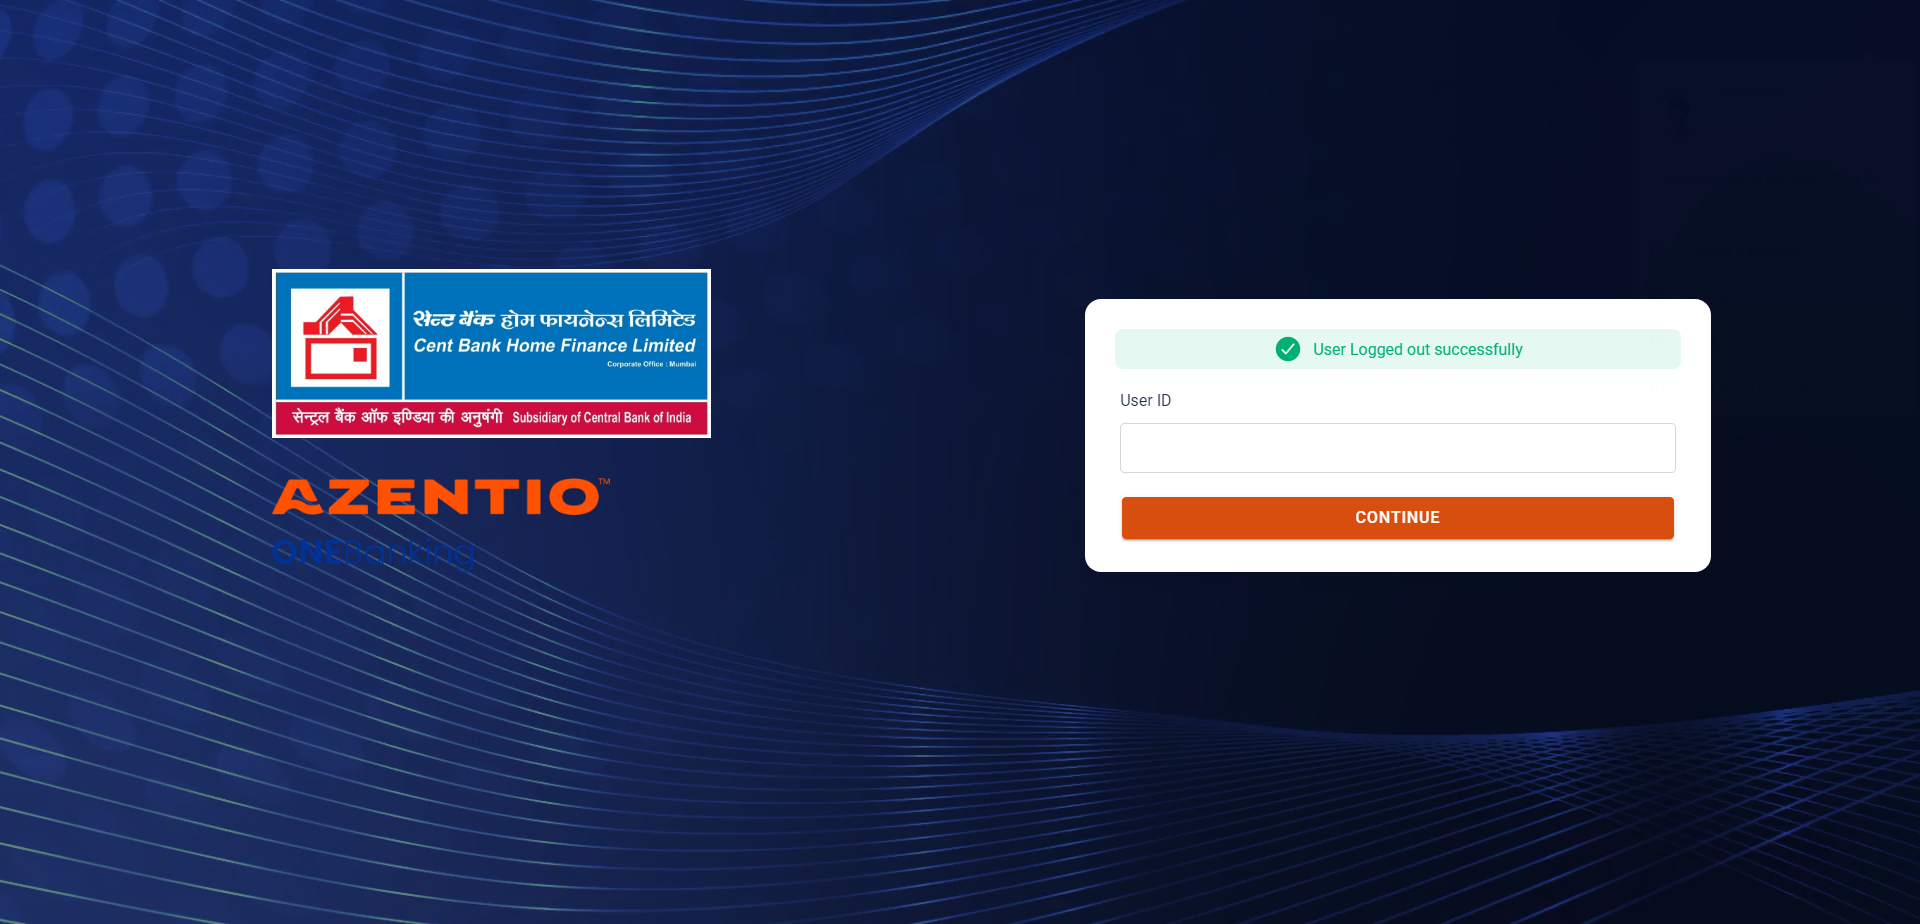 सेन्ट बैंक होम फायनेन्स लिमिटेड
Cent Bank Home Finance Limited
Corporate Office : Mumbai
सेन्ट्रल बैंक ऑफ इण्डिया की अनुषंगी Subsidiary of Central Bank of India
AZENTIO™
ONEBanking
User Logged out successfully
User ID
CONTINUE